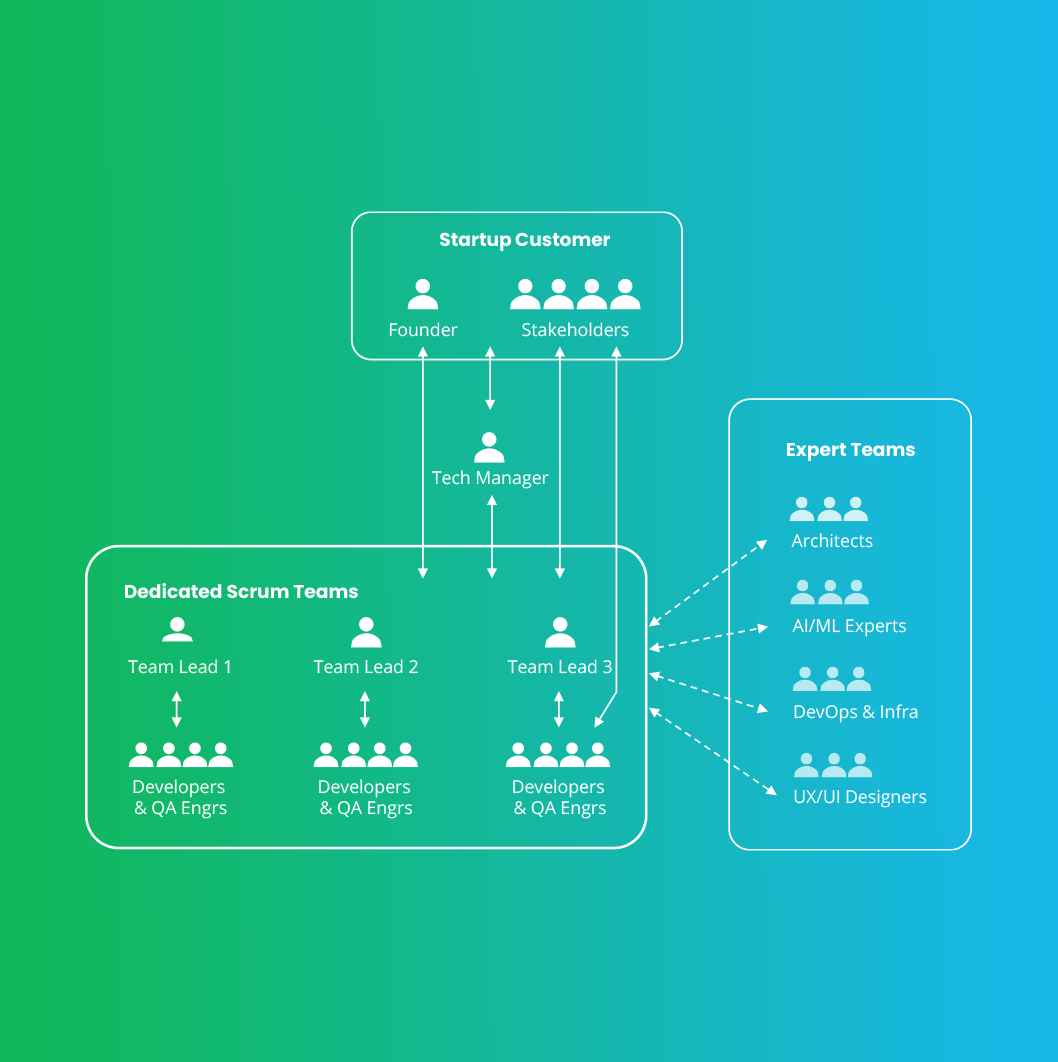 Startup Customer
Founder
Stakeholders
Tech Manager
Expert Teams
Architects
AI/ML Experts
DevOps & Infra
UX/UI Designers
Dedicated Scrum Teams
Team Lead 1
Team Lead 2
Team Lead 3
Developers
& QA Engrs
Developers
& QA Engrs
Developers
& QA Engrs